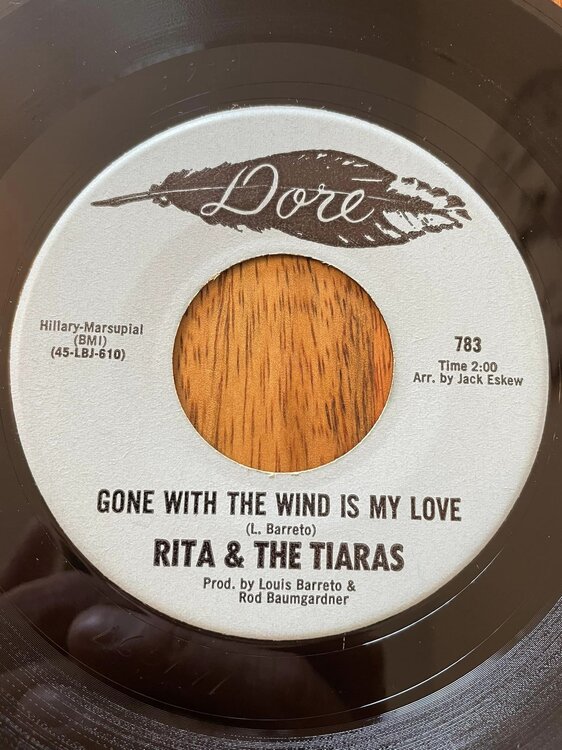 Dore
Hillary-Marsupial
(BMI)
(45-LBJ-610)
783
Time 2:00
Arr. by Jack Eskew
GONE WITH THE WIND IS MY LOVE
(L. Barreto)
RITA & THE TIARAS
Prod. by Louis Barreto &
Rod Baumgardner